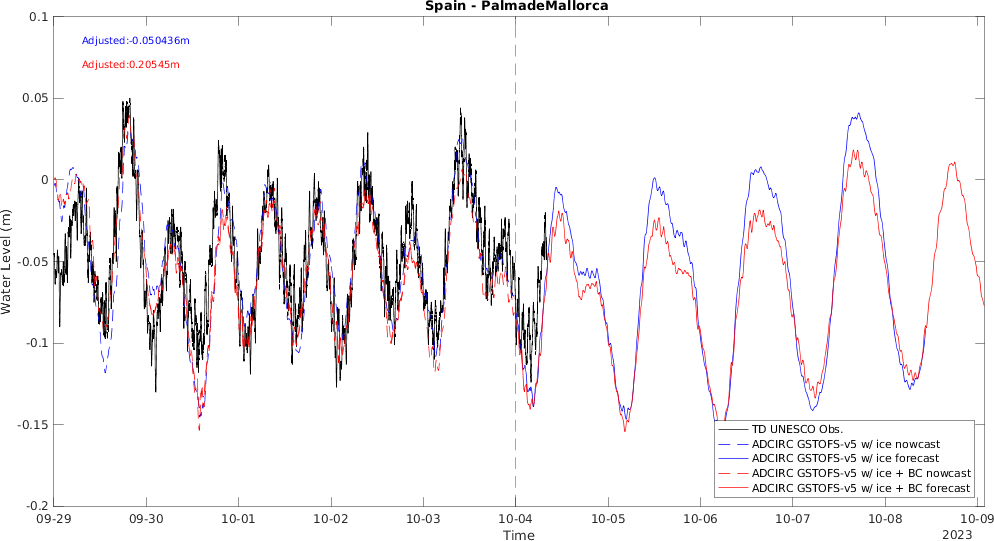 Spain - PalmadeMallorca
Adjusted:-0.050436m
Adjusted:0.20545m
0.1
0.05
0
-0.05
-0.1
-0.15
-0.2
Water Level (m)
TD UNESCO Obs.
ADCIRC GSTOFS-v5 w/ ice nowcast
ADCIRC GSTOFS-v5 w/ ice forecast
ADCIRC GSTOFS-v5 w/ ice + BC nowcast
ADCIRC GSTOFS-v5 w/ ice + BC forecast
09-29 09-30 10-01 10-02 10-03 10-04 10-05 10-06 10-07 10-08 10-09
Time
2023